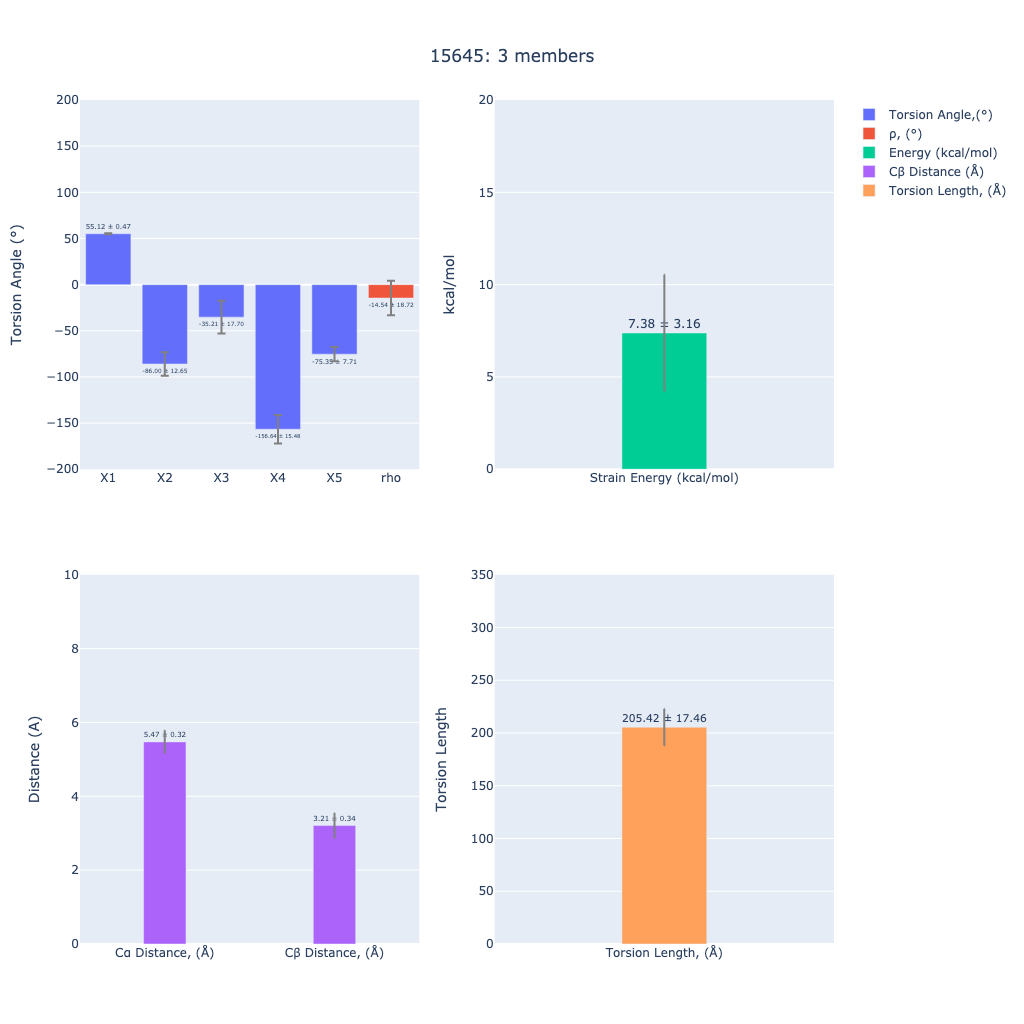 15645: 3 members
Torsion Angle (°)
200
150
100
50
0
−50
−100
−150
−200
55.12 ± 0.47
-86.00 ± 12.65
-35.21 ± 17.70
-156.64 ± 15.48
-75.35 ± 7.71
-14.54 ± 18.72
X1 X2 X3 X4 X5 rho
kcal/mol
20
15
10
5
0
7.38 ± 3.16
Strain Energy (kcal/mol)
Torsion Angle,(°)
ρ, (°)
Energy (kcal/mol)
Cβ Distance (Å)
Torsion Length, (Å)
Distance (A)
10
8
6
4
2
0
5.47 ± 0.32
3.21 ± 0.34
Cα Distance, (Å) Cβ Distance, (Å)
Torsion Length
350
300
250
200
150
100
50
0
205.42 ± 17.46
Torsion Length, (Å)